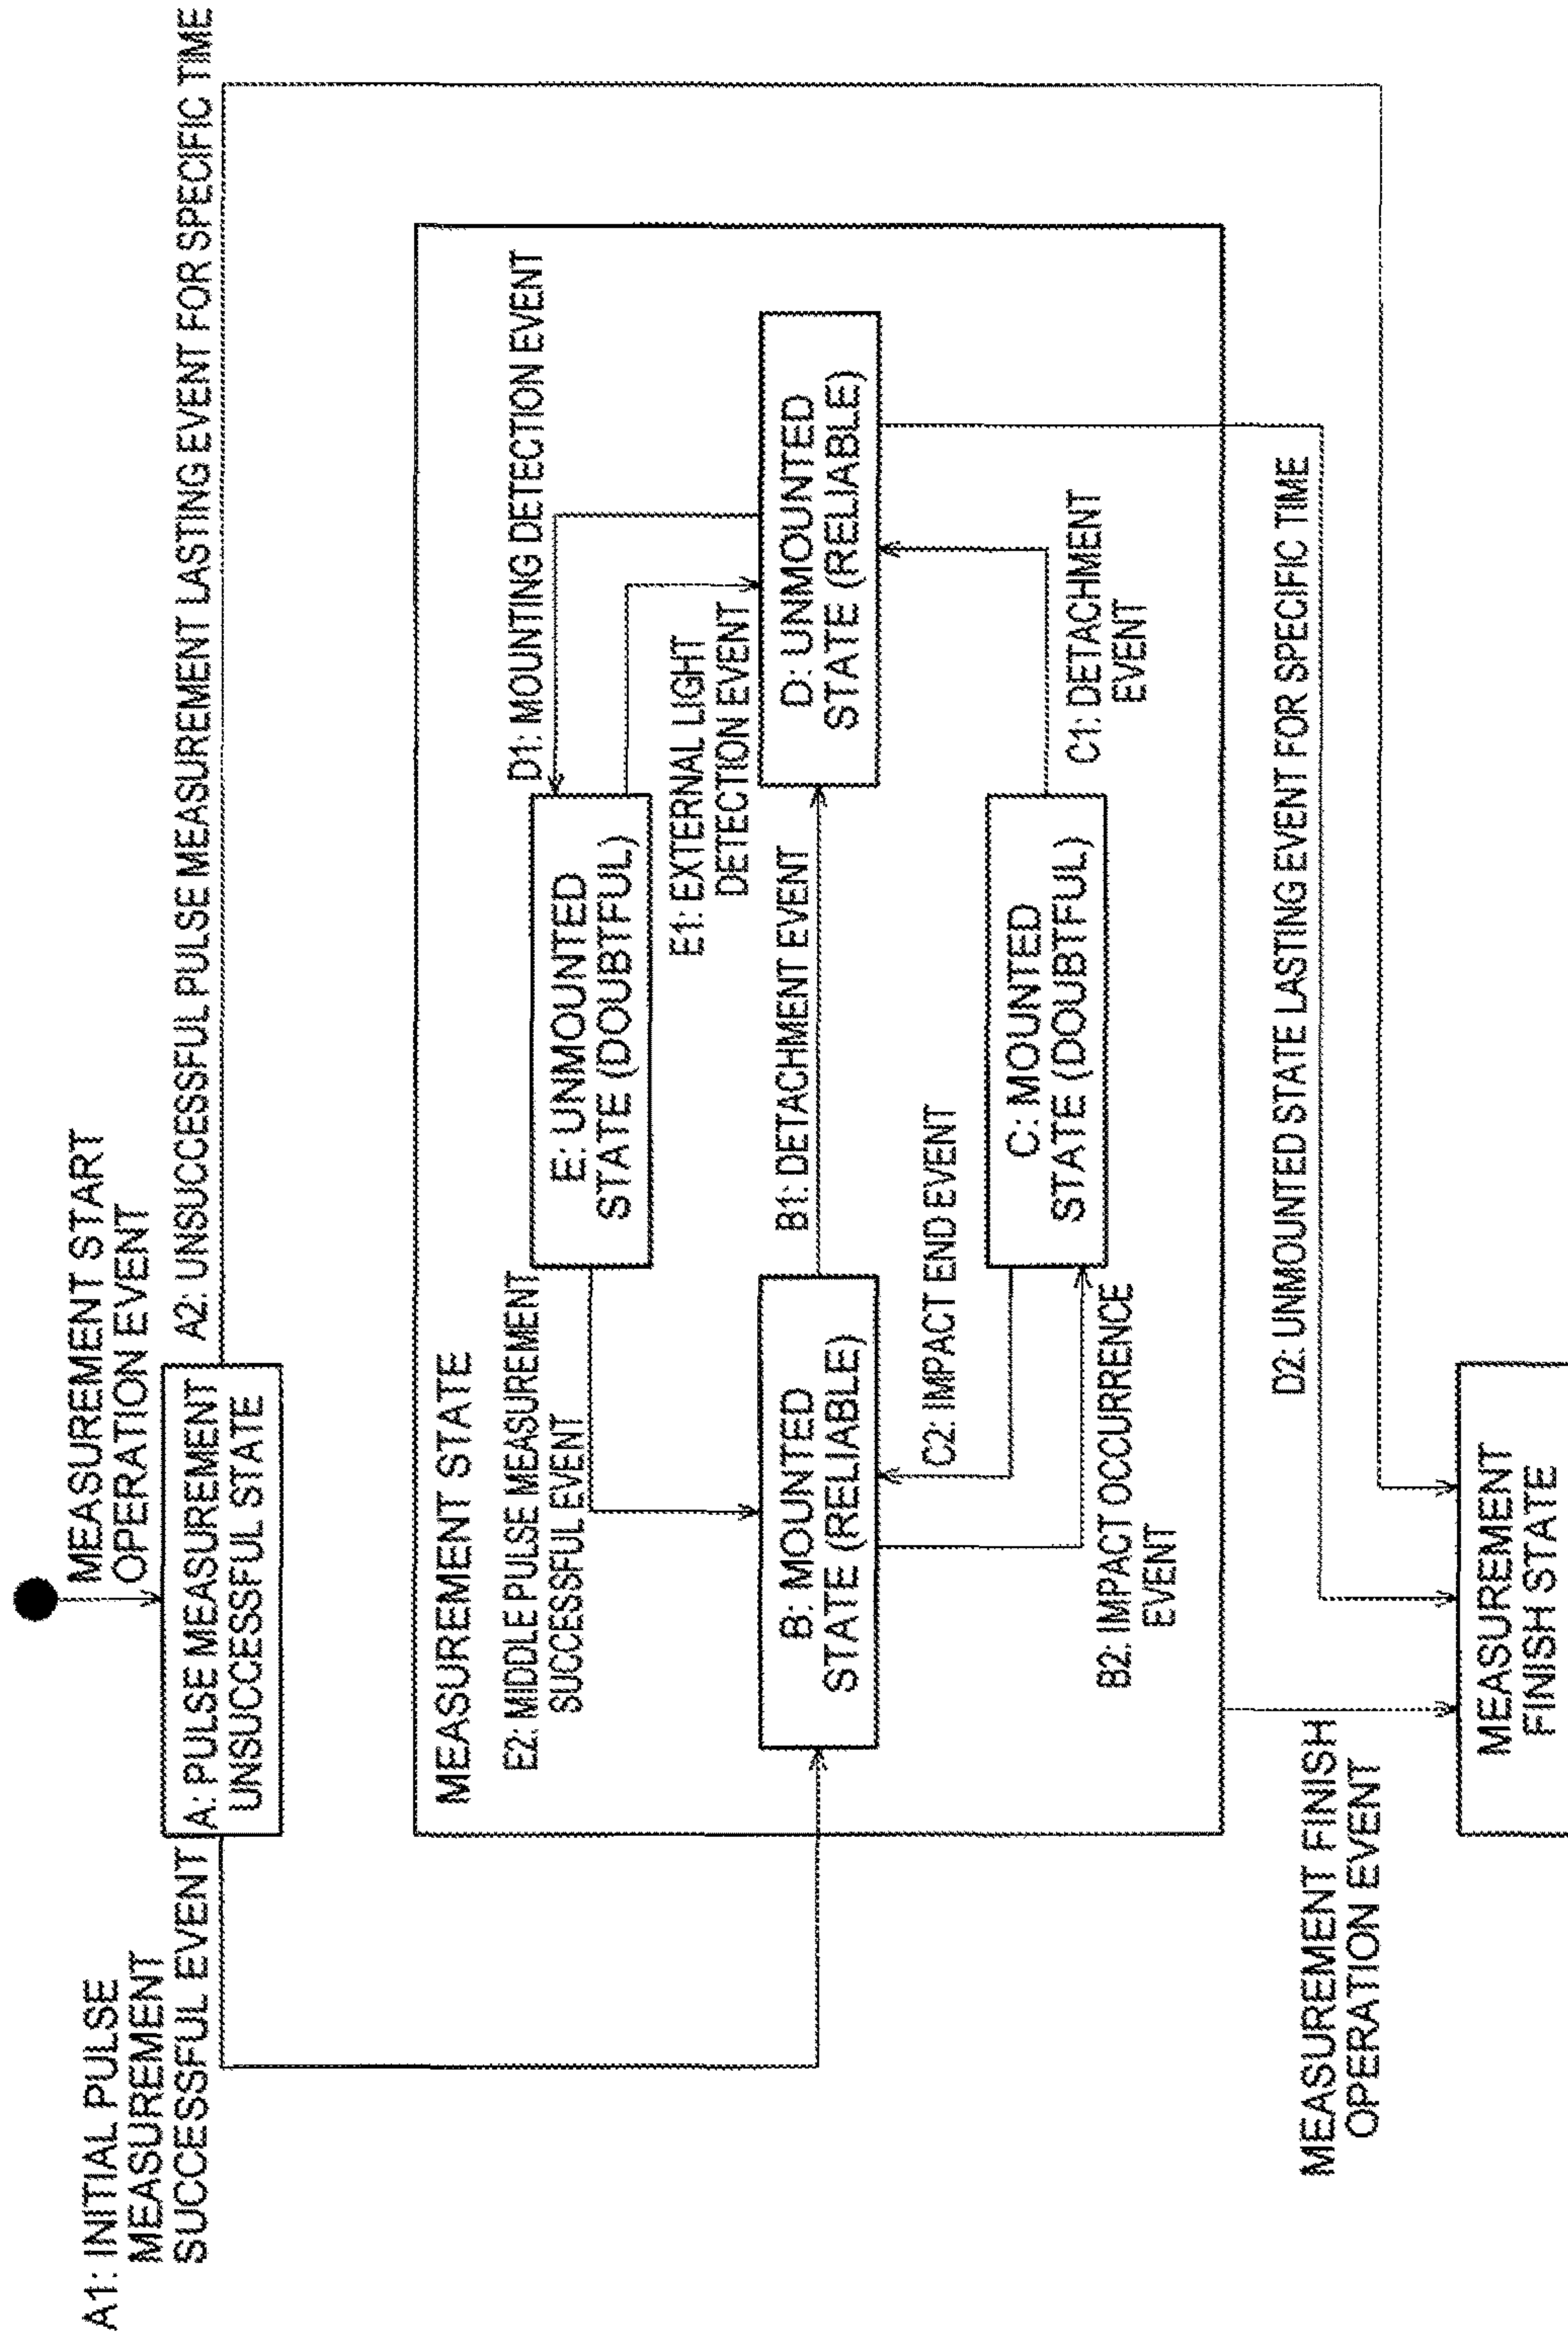 MEASUREMENT START
OPERATION EVENT
A1: INITIAL PULSE
MEASUREMENT
SUCCESSFUL EVENT
A: PULSE MEASUREMENT
UNSUCCESSFUL STATE
A2: UNSUCCESSFUL PULSE MEASUREMENT LASTING EVENT FOR SPECIFIC TIME
MEASUREMENT STATE
E2: MIDDLE PULSE MEASUREMENT
SUCCESSFUL EVENT
E: UNMOUNTED
STATE (DOUBTFUL)
D1: MOUNTING DETECTION EVENT
E1: EXTERNAL LIGHT
DETECTION EVENT
B: MOUNTED
STATE (RELIABLE)
B1: DETACHMENT EVENT
D: UNMOUNTED
STATE (RELIABLE)
C2: IMPACT END EVENT
C: MOUNTED
STATE (DOUBTFUL)
C1: DETACHMENT
EVENT
B2: IMPACT OCCURRENCE
EVENT
D2: UNMOUNTED STATE LASTING EVENT FOR SPECIFIC TIME
MEASUREMENT FINISH
OPERATION EVENT
MEASUREMENT
FINISH STATE